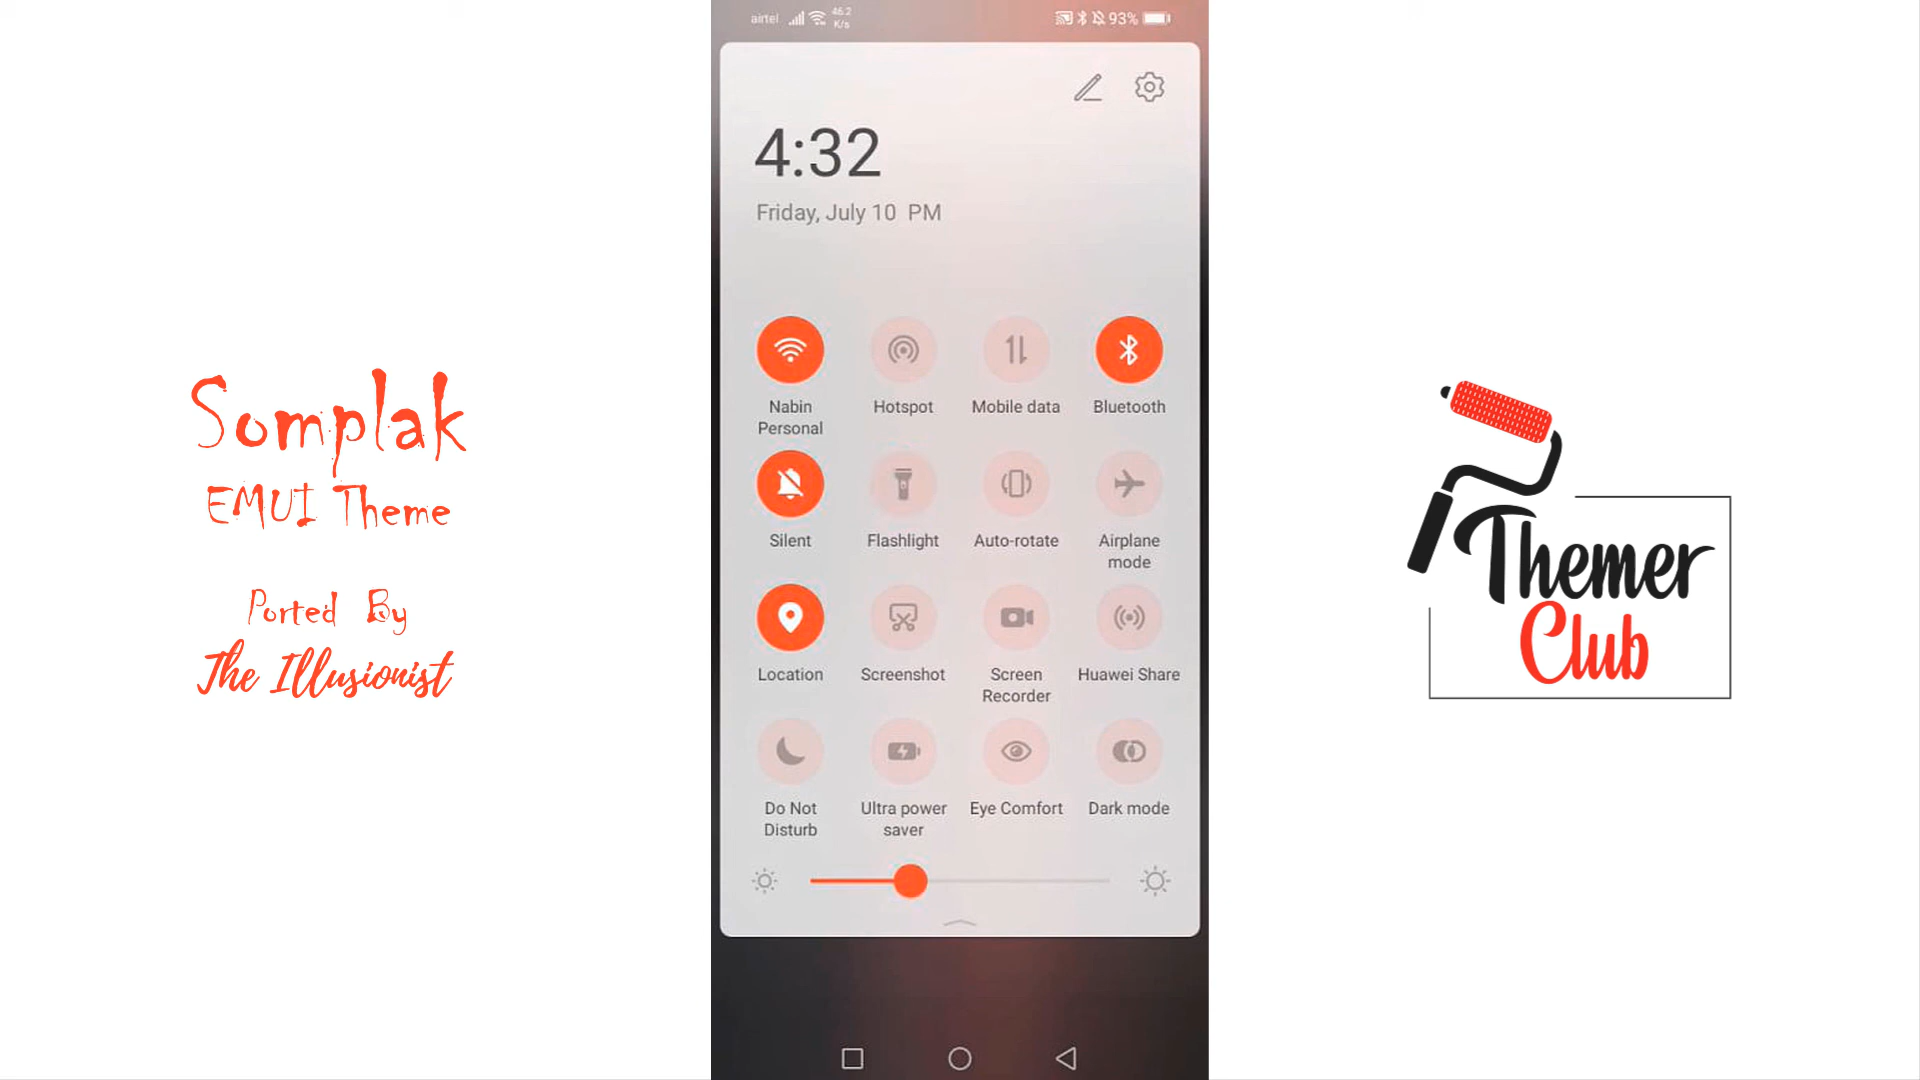 airtel 46.2 K/s 93%
4:32
Friday, July 10 PM
Nabin Personal
Hotspot
Mobile data
Bluetooth
Silent
Flashlight
Auto-rotate
Airplane mode
Location
Screenshot
Screen Recorder
Huawei Share
Do Not Disturb
Ultra power saver
Eye Comfort
Dark mode
Somplak
EMUI Theme
Ported By
The Illusionist
Themer
Club